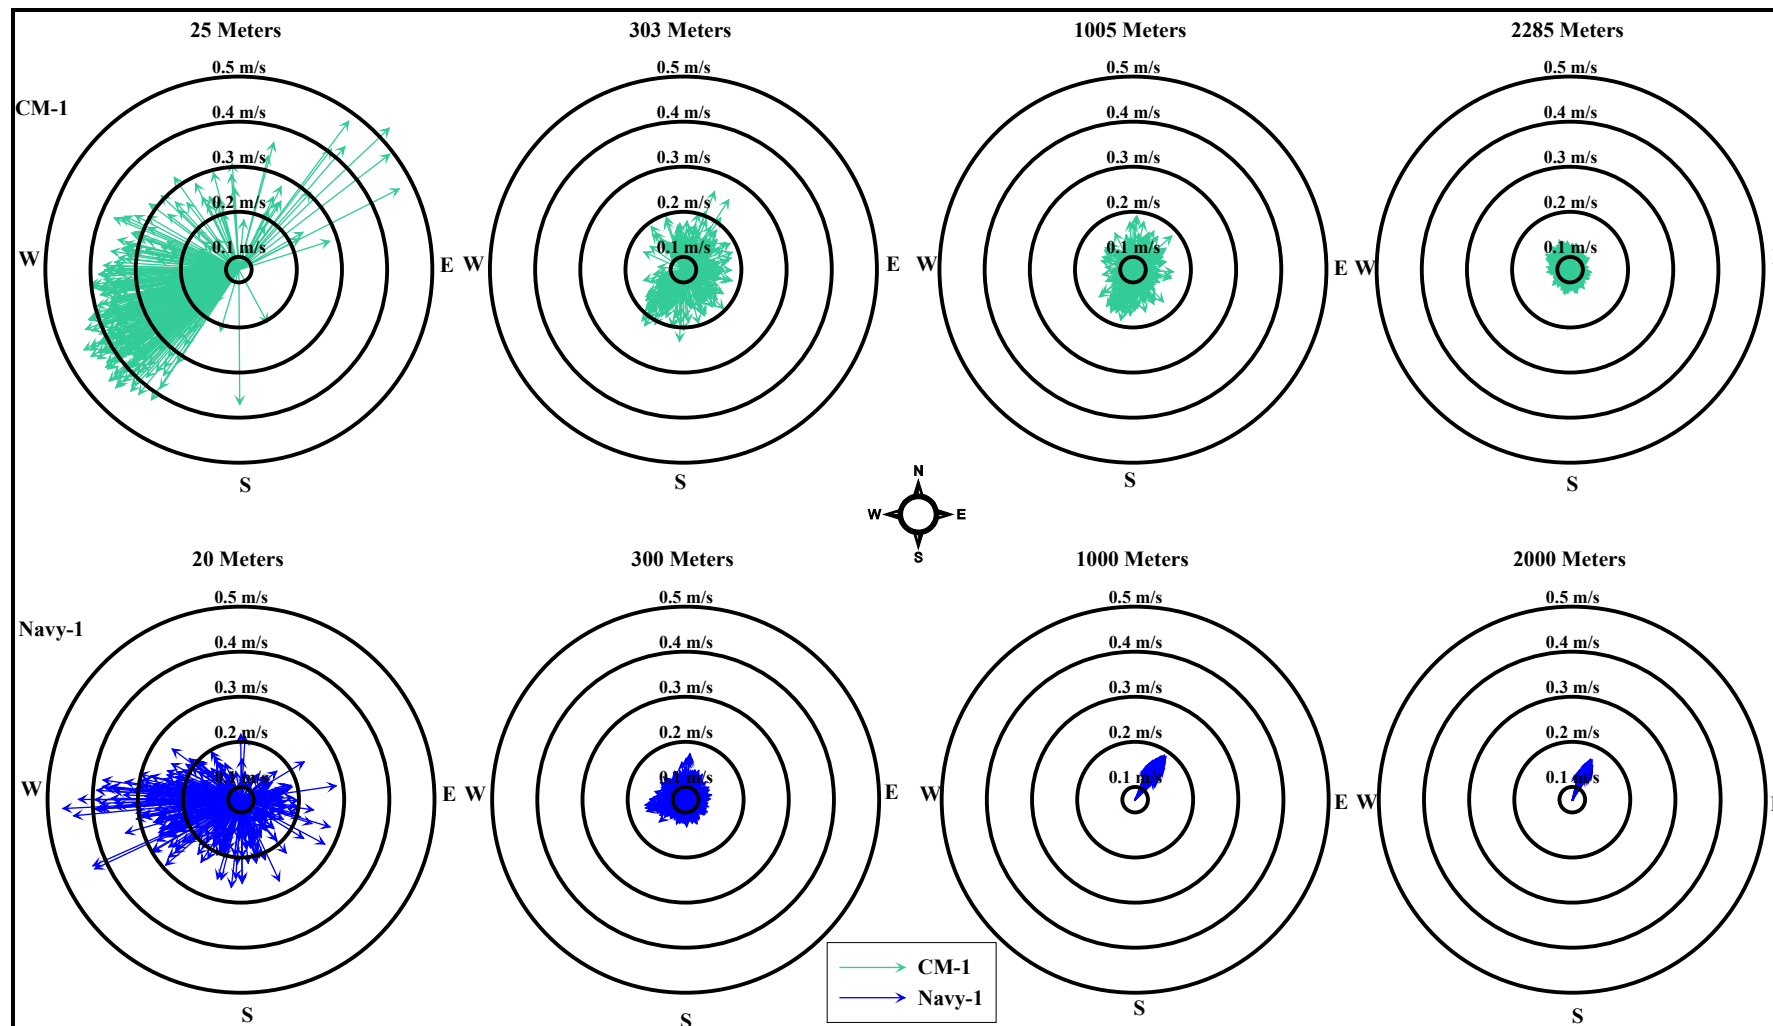 25 Meters 303 Meters 1005 Meters 2285 Meters
0.5 m/s 0.5 m/s 0.5 m/s 0.5 m/s
CM-1
0.4 m/s 0.4 m/s 0.4 m/s 0.4 m/s
0.3 m/s 0.3 m/s 0.3 m/s 0.3 m/s
0.2 m/s 0.2 m/s 0.2 m/s 0.2 m/s
0.1 m/s 0.1 m/s 0.1 m/s 0.1 m/s
W E W E W E W
S S S S
N
W E
S
20 Meters 300 Meters 1000 Meters 2000 Meters
0.5 m/s 0.5 m/s 0.5 m/s 0.5 m/s
Navy-1
0.4 m/s 0.4 m/s 0.4 m/s 0.4 m/s
0.3 m/s 0.3 m/s 0.3 m/s 0.3 m/s
0.2 m/s 0.2 m/s 0.2 m/s 0.2 m/s
0.1 m/s 0.1 m/s 0.1 m/s 0.1 m/s
W E W E W E W
S S S S
CM-1
Navy-1